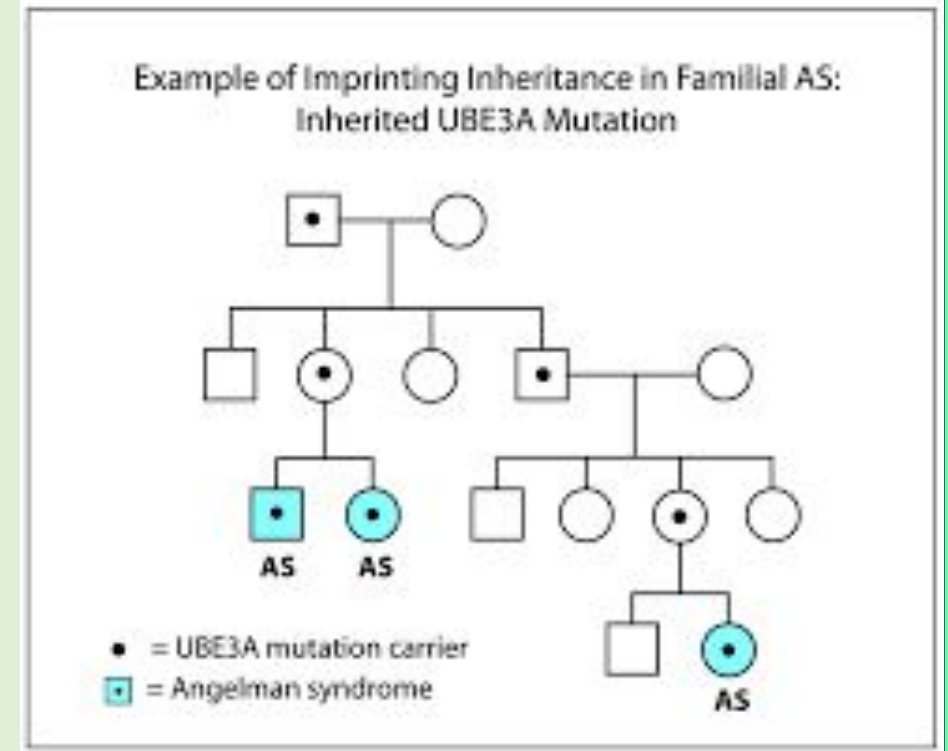 Example of Imprinting Inheritance in Familial AS:
Inherited UBE3A Mutation
AS AS
AS
• = UBE3A mutation carrier
= Angelman syndrome